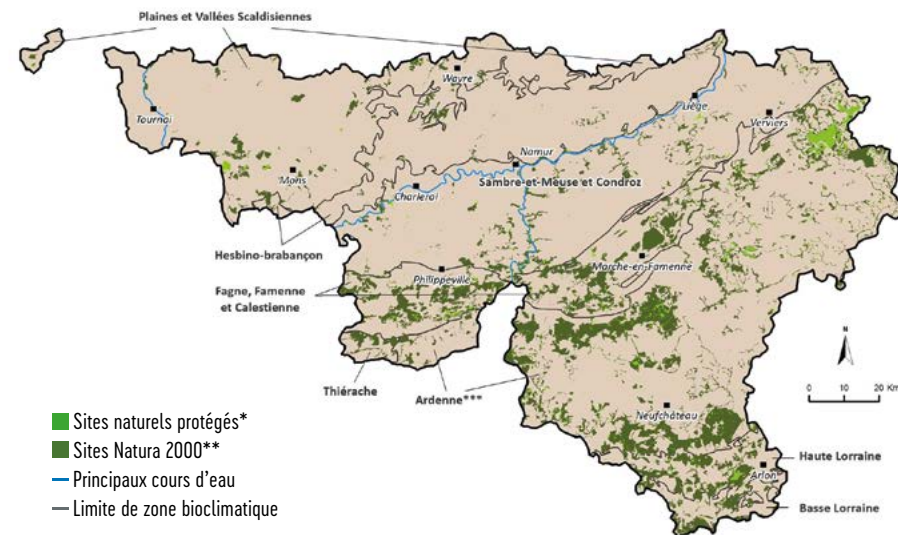 Plaines et Vallées Scaldisiennes
Wavre
Tournai
Liège
Verviers
Namur
Mons
Charleroi
Sambre-et-Meuse et Condroz
Hesbino-brabançon
Marche-en-Famenne
Philippeville
Fagne, Famenne
et Calestienne
N
0 10 20 Km
Thiérache
Ardenne***
Neufchâteau
Sites naturels protégés*
Sites Natura 2000**
Principaux cours d'eau
Limite de zone bioclimatique
Haute Lorraine
Arlon
Basse Lorraine